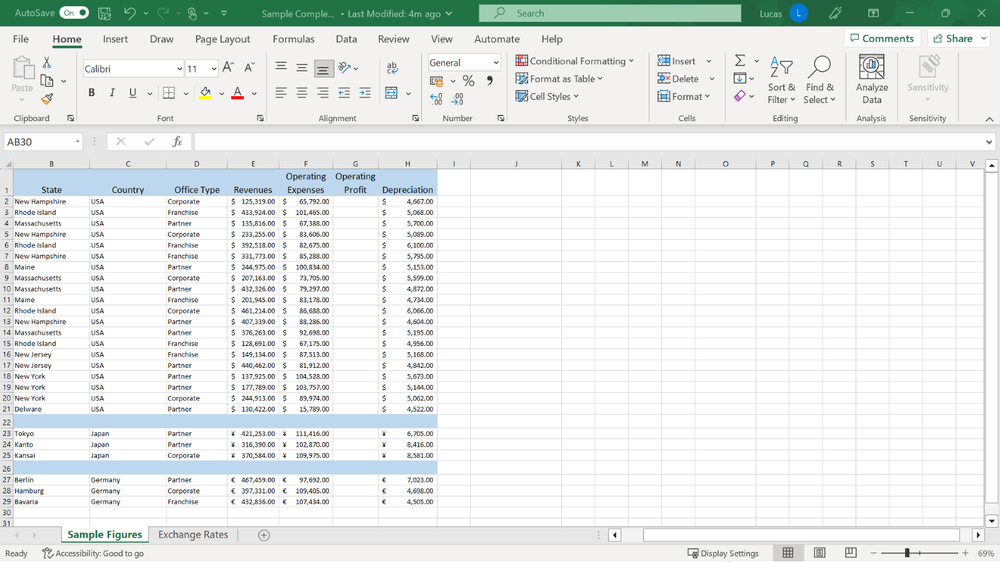 AutoSave On Sample Comple... • Last Modified: 4m ago Search Lucas L
File Home Insert Draw Page Layout Formulas Data Review View Automate Help Comments Share
Paste Calibri 11 A^ Aˇ ab General Conditional Formatting Insert Σ Sort & Filter Find & Select Analyze Data Sensitivity
B I U A % Format as Table Delete
Cell Styles Format
Clipboard Font Alignment Number Styles Cells Editing Analysis Sensitivity
AB30 fx
B C D E F G H I J K L M N O P Q R S T U V
1 State Country Office Type Revenues Operating Expenses Operating Profit Depreciation
2 New Hampshire USA Corporate $ 125,319.00 $ 65,792.00 $ 4,667.00
3 Rhode Island USA Franchise $ 433,924.00 $ 101,465.00 $ 5,068.00
4 Massachusetts USA Partner $ 135,816.00 $ 67,388.00 $ 5,700.00
5 New Hampshire USA Corporate $ 233,255.00 $ 83,606.00 $ 5,089.00
6 Rhode Island USA Franchise $ 392,518.00 $ 82,675.00 $ 6,100.00
7 New Hampshire USA Franchise $ 331,773.00 $ 85,288.00 $ 5,795.00
8 Maine USA Partner $ 244,975.00 $ 100,834.00 $ 5,153.00
9 Massachusetts USA Corporate $ 207,163.00 $ 73,705.00 $ 5,599.00
10 Massachusetts USA Partner $ 432,326.00 $ 79,297.00 $ 4,872.00
11 Maine USA Franchise $ 201,945.00 $ 83,178.00 $ 4,734.00
12 Rhode Island USA Corporate $ 461,214.00 $ 86,688.00 $ 6,066.00
13 New Hampshire USA Partner $ 407,339.00 $ 88,286.00 $ 4,604.00
14 Massachusetts USA Partner $ 376,263.00 $ 92,698.00 $ 5,195.00
15 Rhode Island USA Franchise $ 128,691.00 $ 67,175.00 $ 4,956.00
16 New Jersey USA Franchise $ 149,134.00 $ 87,513.00 $ 5,168.00
17 New Jersey USA Partner $ 440,462.00 $ 81,912.00 $ 4,842.00
18 New York USA Partner $ 137,925.00 $ 104,528.00 $ 5,673.00
19 New York USA Partner $ 177,789.00 $ 103,757.00 $ 5,144.00
20 New York USA Corporate $ 244,913.00 $ 89,974.00 $ 5,062.00
21 Delware USA Partner $ 130,422.00 $ 15,789.00 $ 4,522.00
22
23 Tokyo Japan Partner ¥ 421,253.00 ¥ 111,416.00 ¥ 6,705.00
24 Kanto Japan Partner ¥ 316,390.00 ¥ 102,870.00 ¥ 8,416.00
25 Kansai Japan Corporate ¥ 370,584.00 ¥ 109,975.00 ¥ 8,581.00
26
27 Berlin Germany Partner € 467,459.00 € 97,692.00 € 7,023.00
28 Hamburg Germany Corporate € 397,331.00 € 109,405.00 € 4,698.00
29 Bavaria Germany Franchise € 432,836.00 € 107,434.00 € 4,505.00
30
31
Sample Figures Exchange Rates
Ready Accessibility: Good to go Display Settings 69%